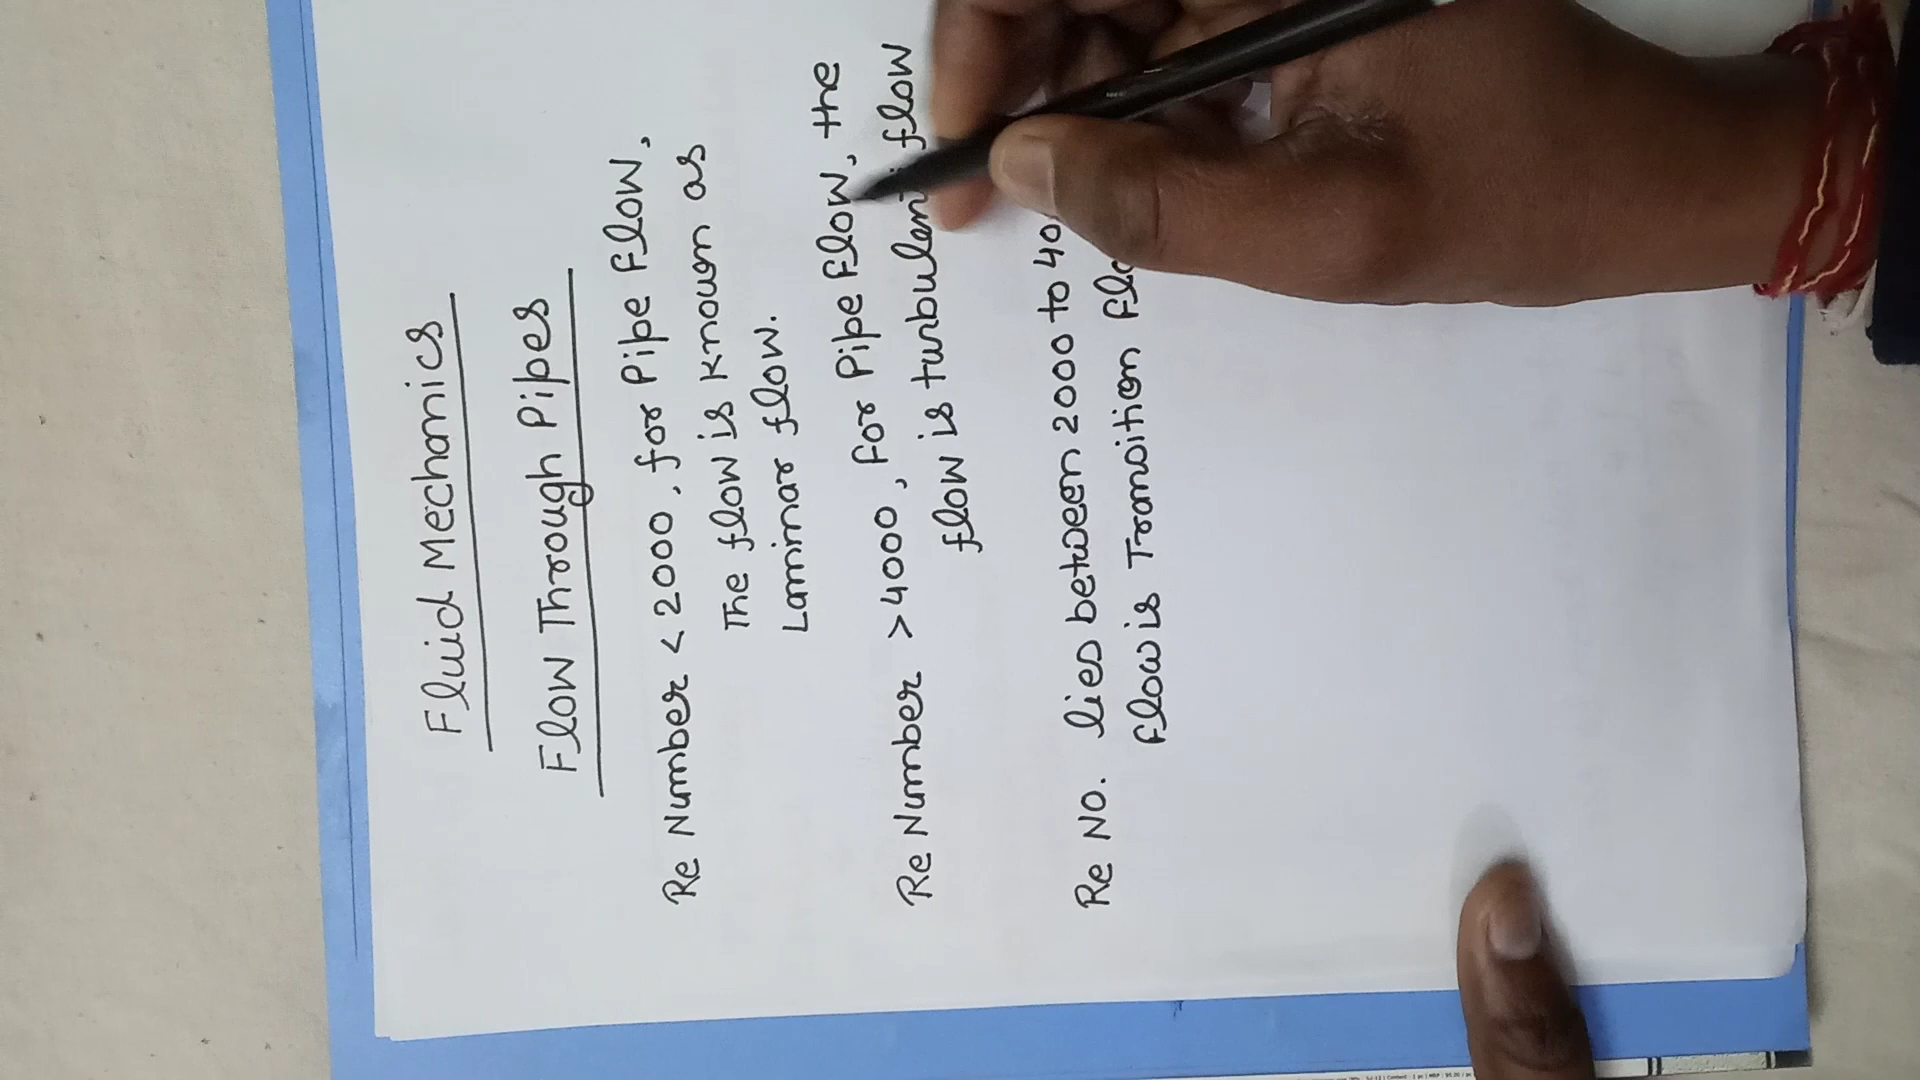 Fluid Mechanics
Flow Through Pipes
Re Number < 2000, for Pipe Flow,
The flow is known as
Laminar flow.
Re Number > 4000, For Pipe Flow, the
flow is turbulent flow
flow
Re No. lies between 2000 to
Flow is Transition